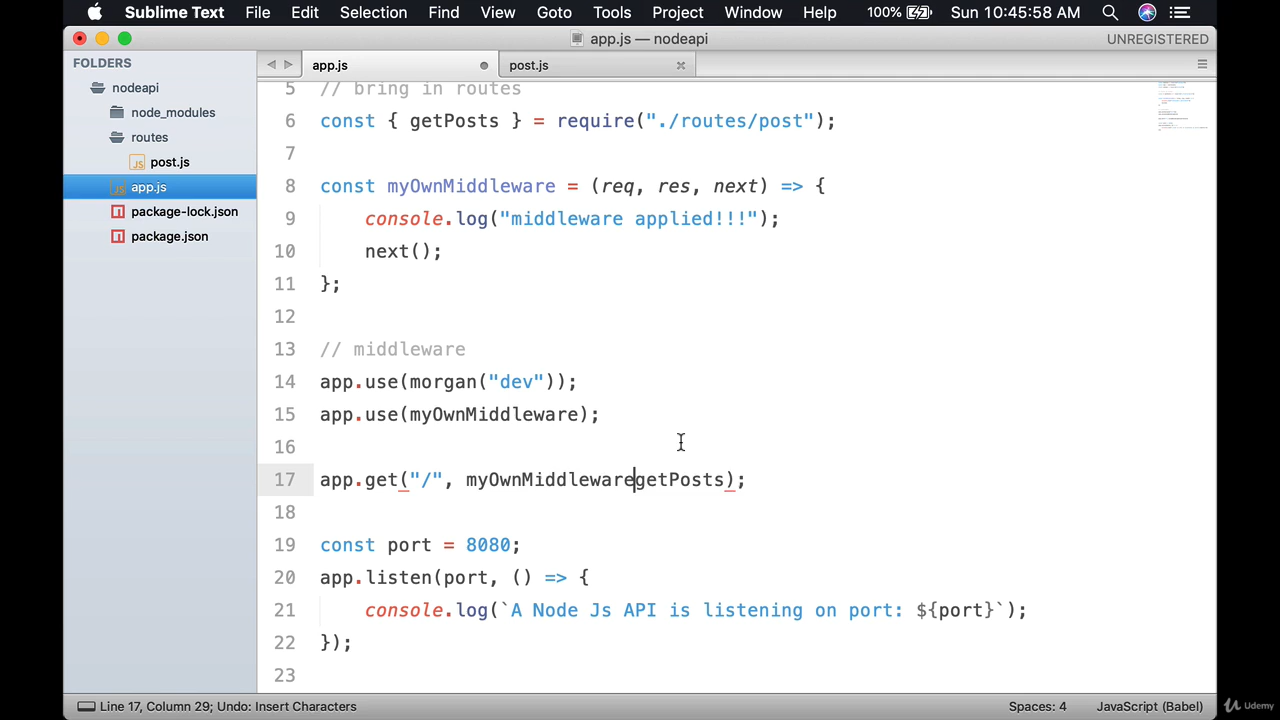 Sublime Text File Edit Selection Find View Goto Tools Project Window Help 100% Sun 10:45:58 AM
app.js — nodeapi UNREGISTERED
FOLDERS
nodeapi
node_modules
routes
JS post.js
JS app.js
package-lock.json
package.json
app.js post.js
5 // bring in routes
6 const { getPosts } = require("./routes/post");
7
8 const myOwnMiddleware = (req, res, next) => {
9 console.log("middleware applied!!!");
10 next();
11 };
12
13 // middleware
14 app.use(morgan("dev"));
15 app.use(myOwnMiddleware);
16
17 app.get("/", myOwnMiddlewaregetPosts);
18
19 const port = 8080;
20 app.listen(port, () => {
21 console.log(`A Node Js API is listening on port: ${port}`);
22 });
23
Line 17, Column 29; Undo: Insert Characters Spaces: 4 JavaScript (Babel)
Udemy